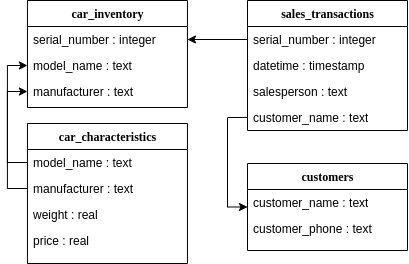 car_inventory
serial_number : integer
model_name : text
manufacturer : text
car_characteristics
model_name : text
manufacturer : text
weight : real
price : real
sales_transactions
serial_number : integer
datetime : timestamp
salesperson : text
customer_name : text
customers
customer_name : text
customer_phone : text